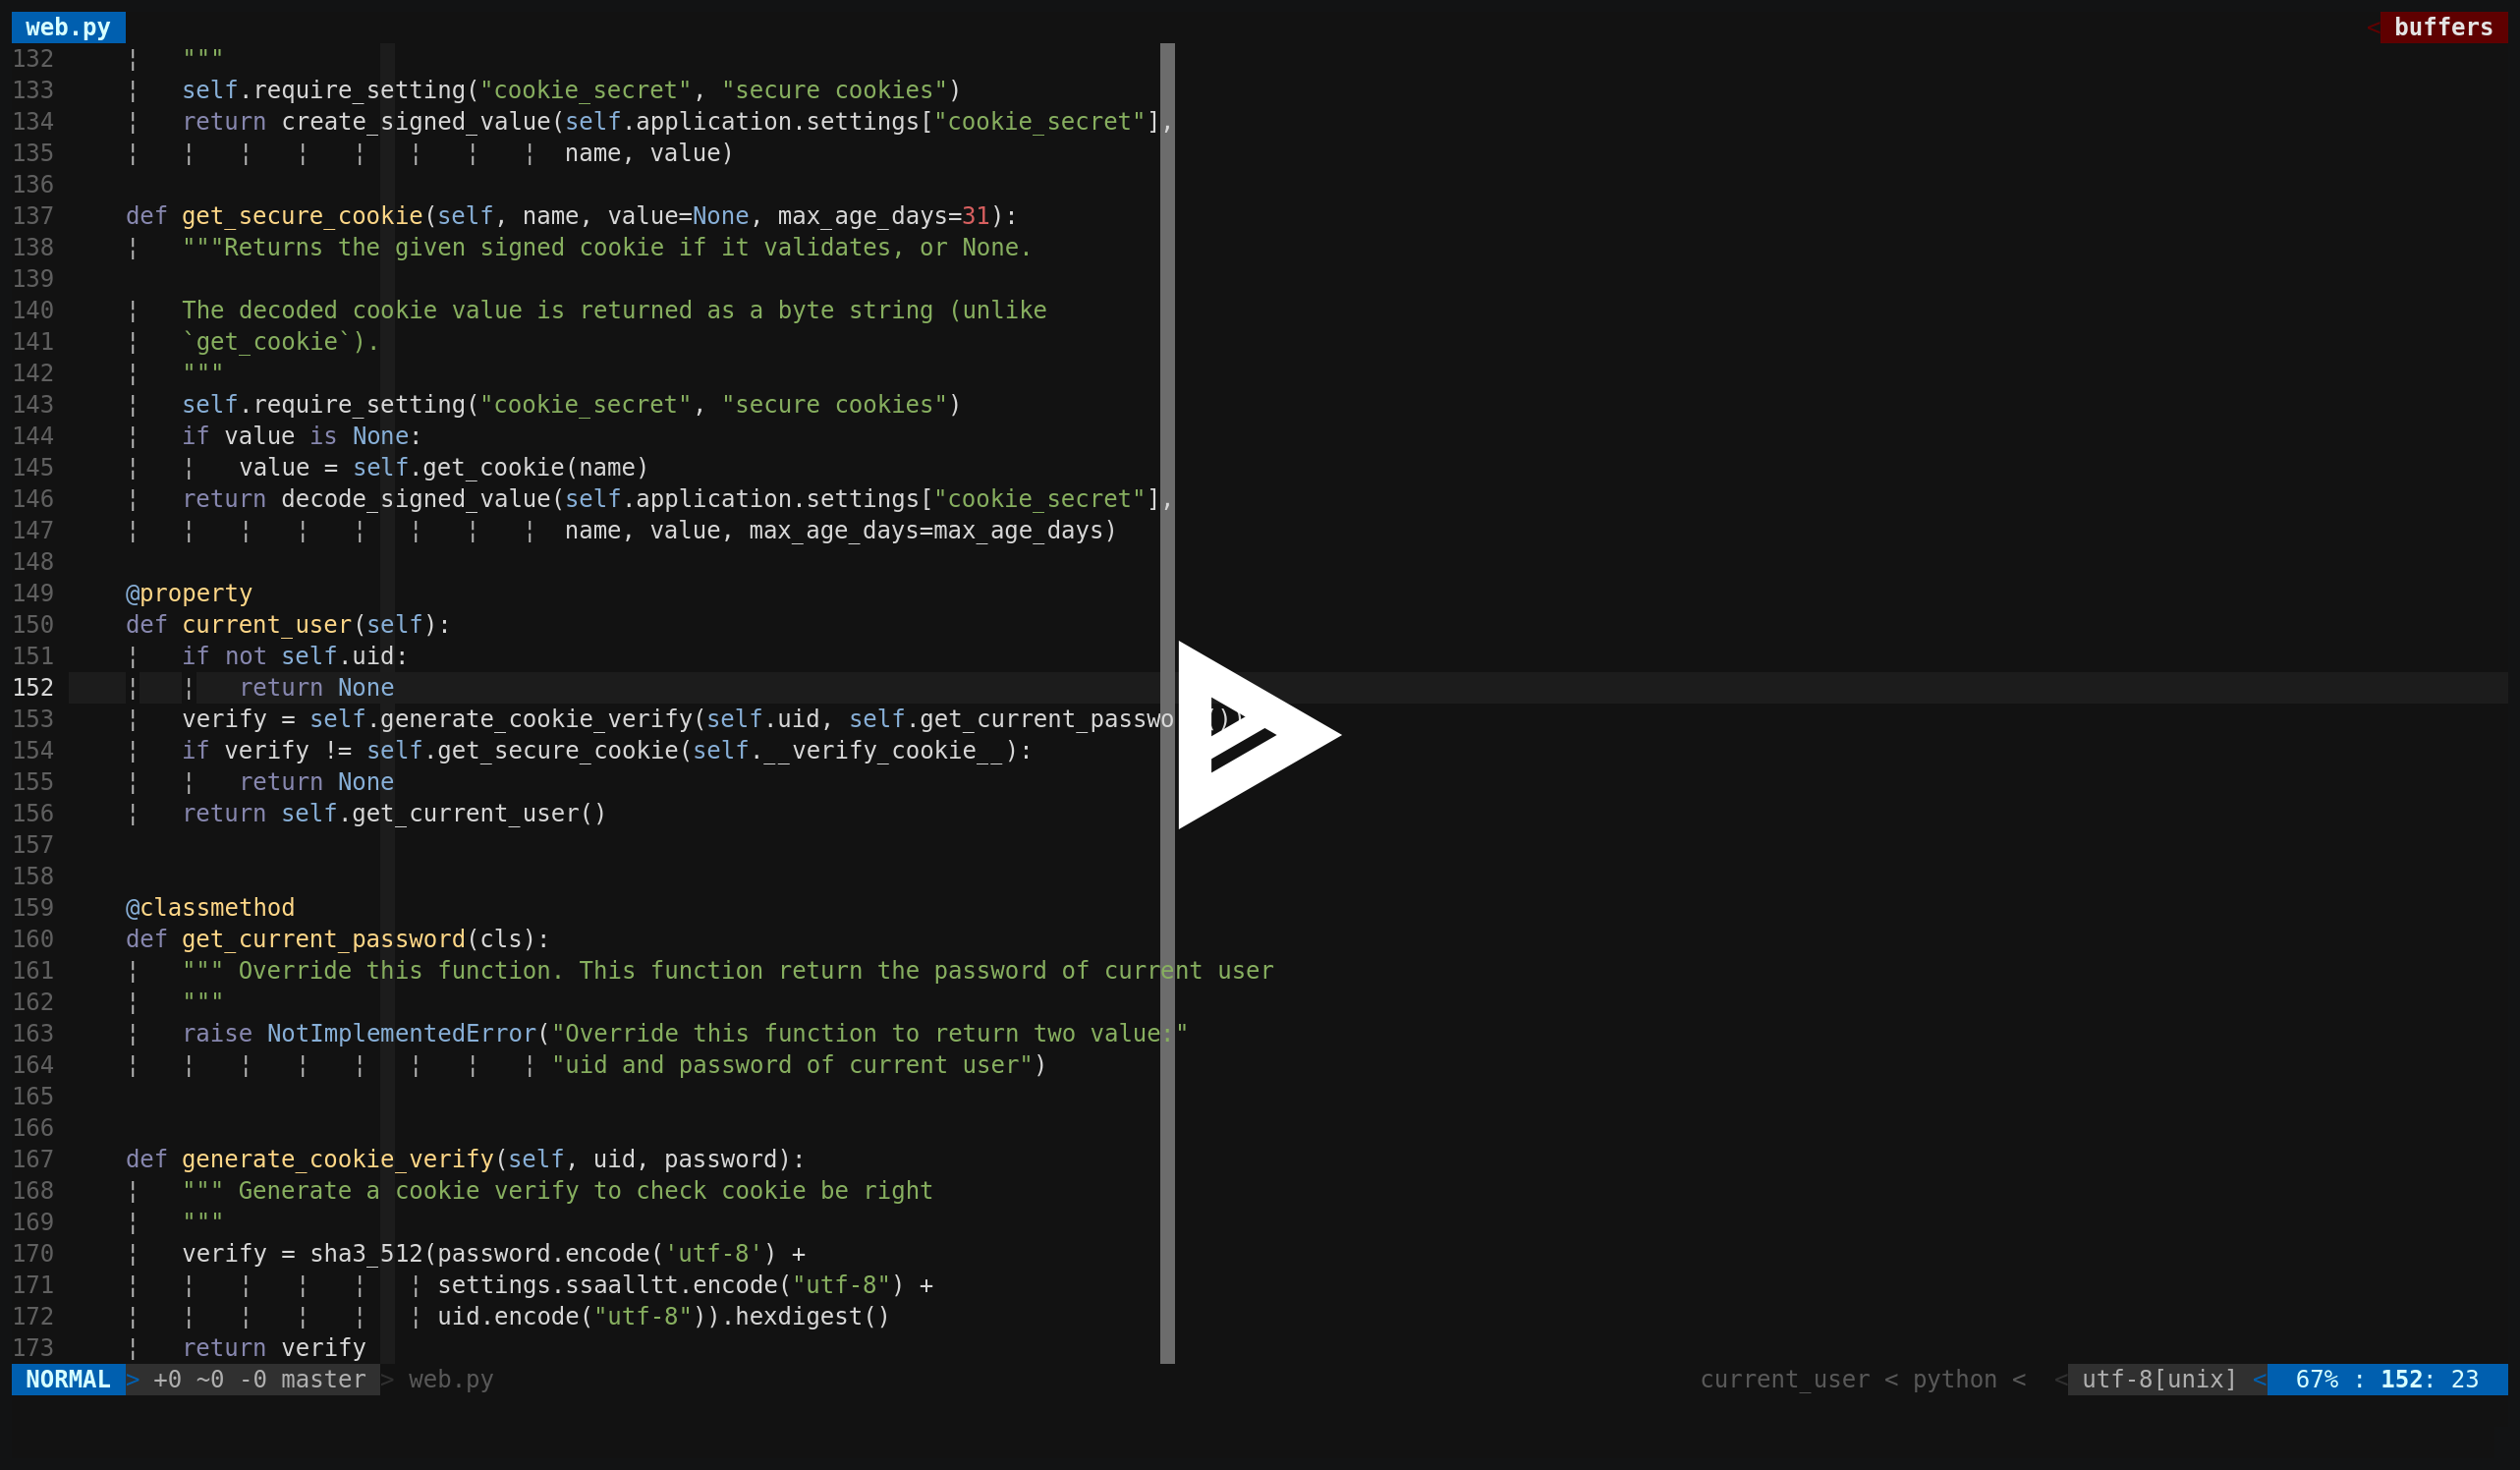 web.py < buffers
132 ¦ """
133 ¦ self.require_setting("cookie_secret", "secure cookies")
134 ¦ return create_signed_value(self.application.settings["cookie_secret"],
135 ¦ ¦ ¦ ¦ ¦ ¦ ¦ ¦ name, value)
136
137 def get_secure_cookie(self, name, value=None, max_age_days=31):
138 ¦ """Returns the given signed cookie if it validates, or None.
139
140 ¦ The decoded cookie value is returned as a byte string (unlike
141 ¦ `get_cookie`).
142 ¦ """
143 ¦ self.require_setting("cookie_secret", "secure cookies")
144 ¦ if value is None:
145 ¦ ¦ value = self.get_cookie(name)
146 ¦ return decode_signed_value(self.application.settings["cookie_secret"],
147 ¦ ¦ ¦ ¦ ¦ ¦ ¦ ¦ name, value, max_age_days=max_age_days)
148
149 @property
150 def current_user(self):
151 ¦ if not self.uid:
152 ¦ ¦ return None
153 ¦ verify = self.generate_cookie_verify(self.uid, self.
154 ¦ if verify != self.get_secure_cookie(self.__verify_cookie__):
155 ¦ ¦ return None
156 ¦ return self.get_current_user()
157
158
159 @classmethod
160 def get_current_password(cls):
161 ¦ """ Override this function. This function return the password of current user
162 ¦ """
163 ¦ raise NotImplementedError("Override this function to return two value:"
164 ¦ ¦ ¦ ¦ ¦ ¦ ¦ ¦ "uid and password of current user")
165
166
167 def generate_cookie_verify(self, uid, password):
168 ¦ """ Generate a cookie verify to check cookie be right
169 ¦ """
170 ¦ verify = sha3_512(password.encode('utf-8') +
171 ¦ ¦ ¦ ¦ ¦ ¦ settings.ssaalltt.encode("utf-8") +
172 ¦ ¦ ¦ ¦ ¦ ¦ uid.encode("utf-8")).hexdigest()
173 ¦ return verify
NORMAL > +0 ~0 -0 master > web.py current_user < python < < utf-8[unix] < 67% : 152: 23